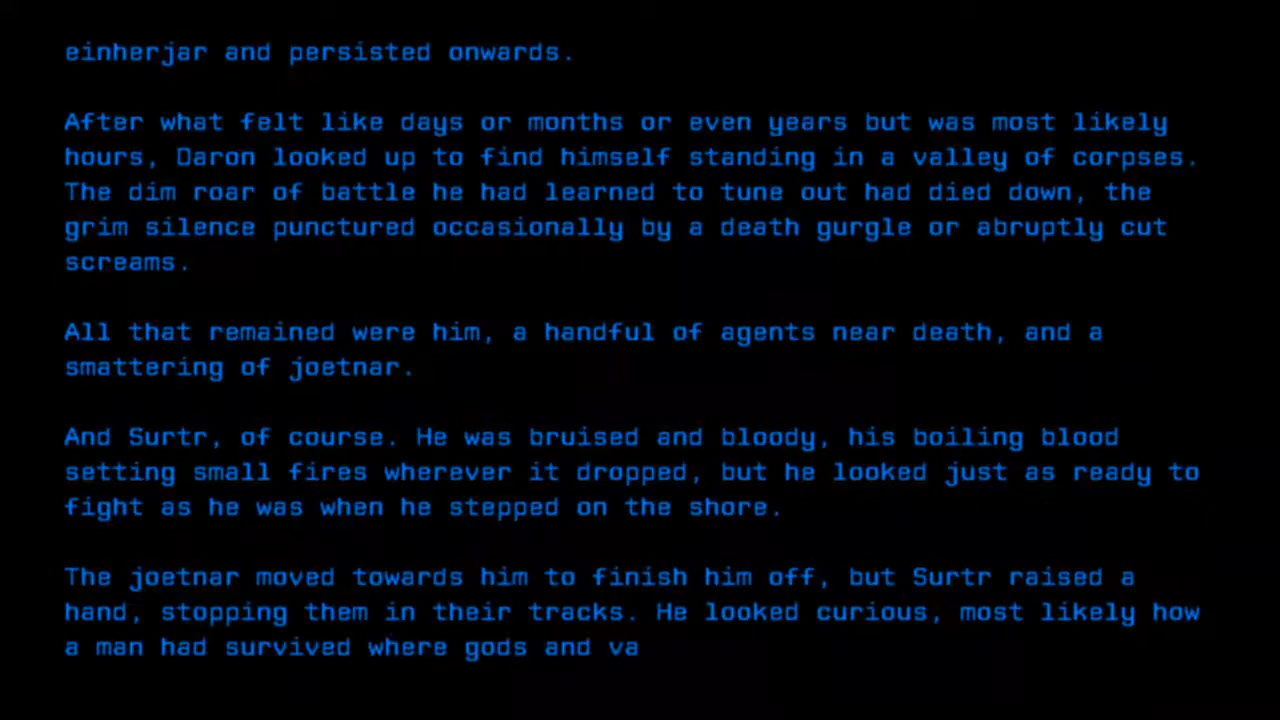 einherjar and persisted onwards.
After what felt like days or months or even years but was most likely
hours, Daron looked up to find himself standing in a valley of corpses.
The dim roar of battle he had learned to tune out had died down, the
grim silence punctured occasionally by a death gurgle or abruptly cut
screams.
All that remained were him, a handful of agents near death, and a
smattering of joetnar.
And Surtr, of course. He was bruised and bloody, his boiling blood
setting small fires wherever it dropped, but he looked just as ready to
fight as he was when he stepped on the shore.
The joetnar moved towards him to finish him off, but Surtr raised a
hand, stopping them in their tracks. He looked curious, most likely how
a man had survived where gods and va